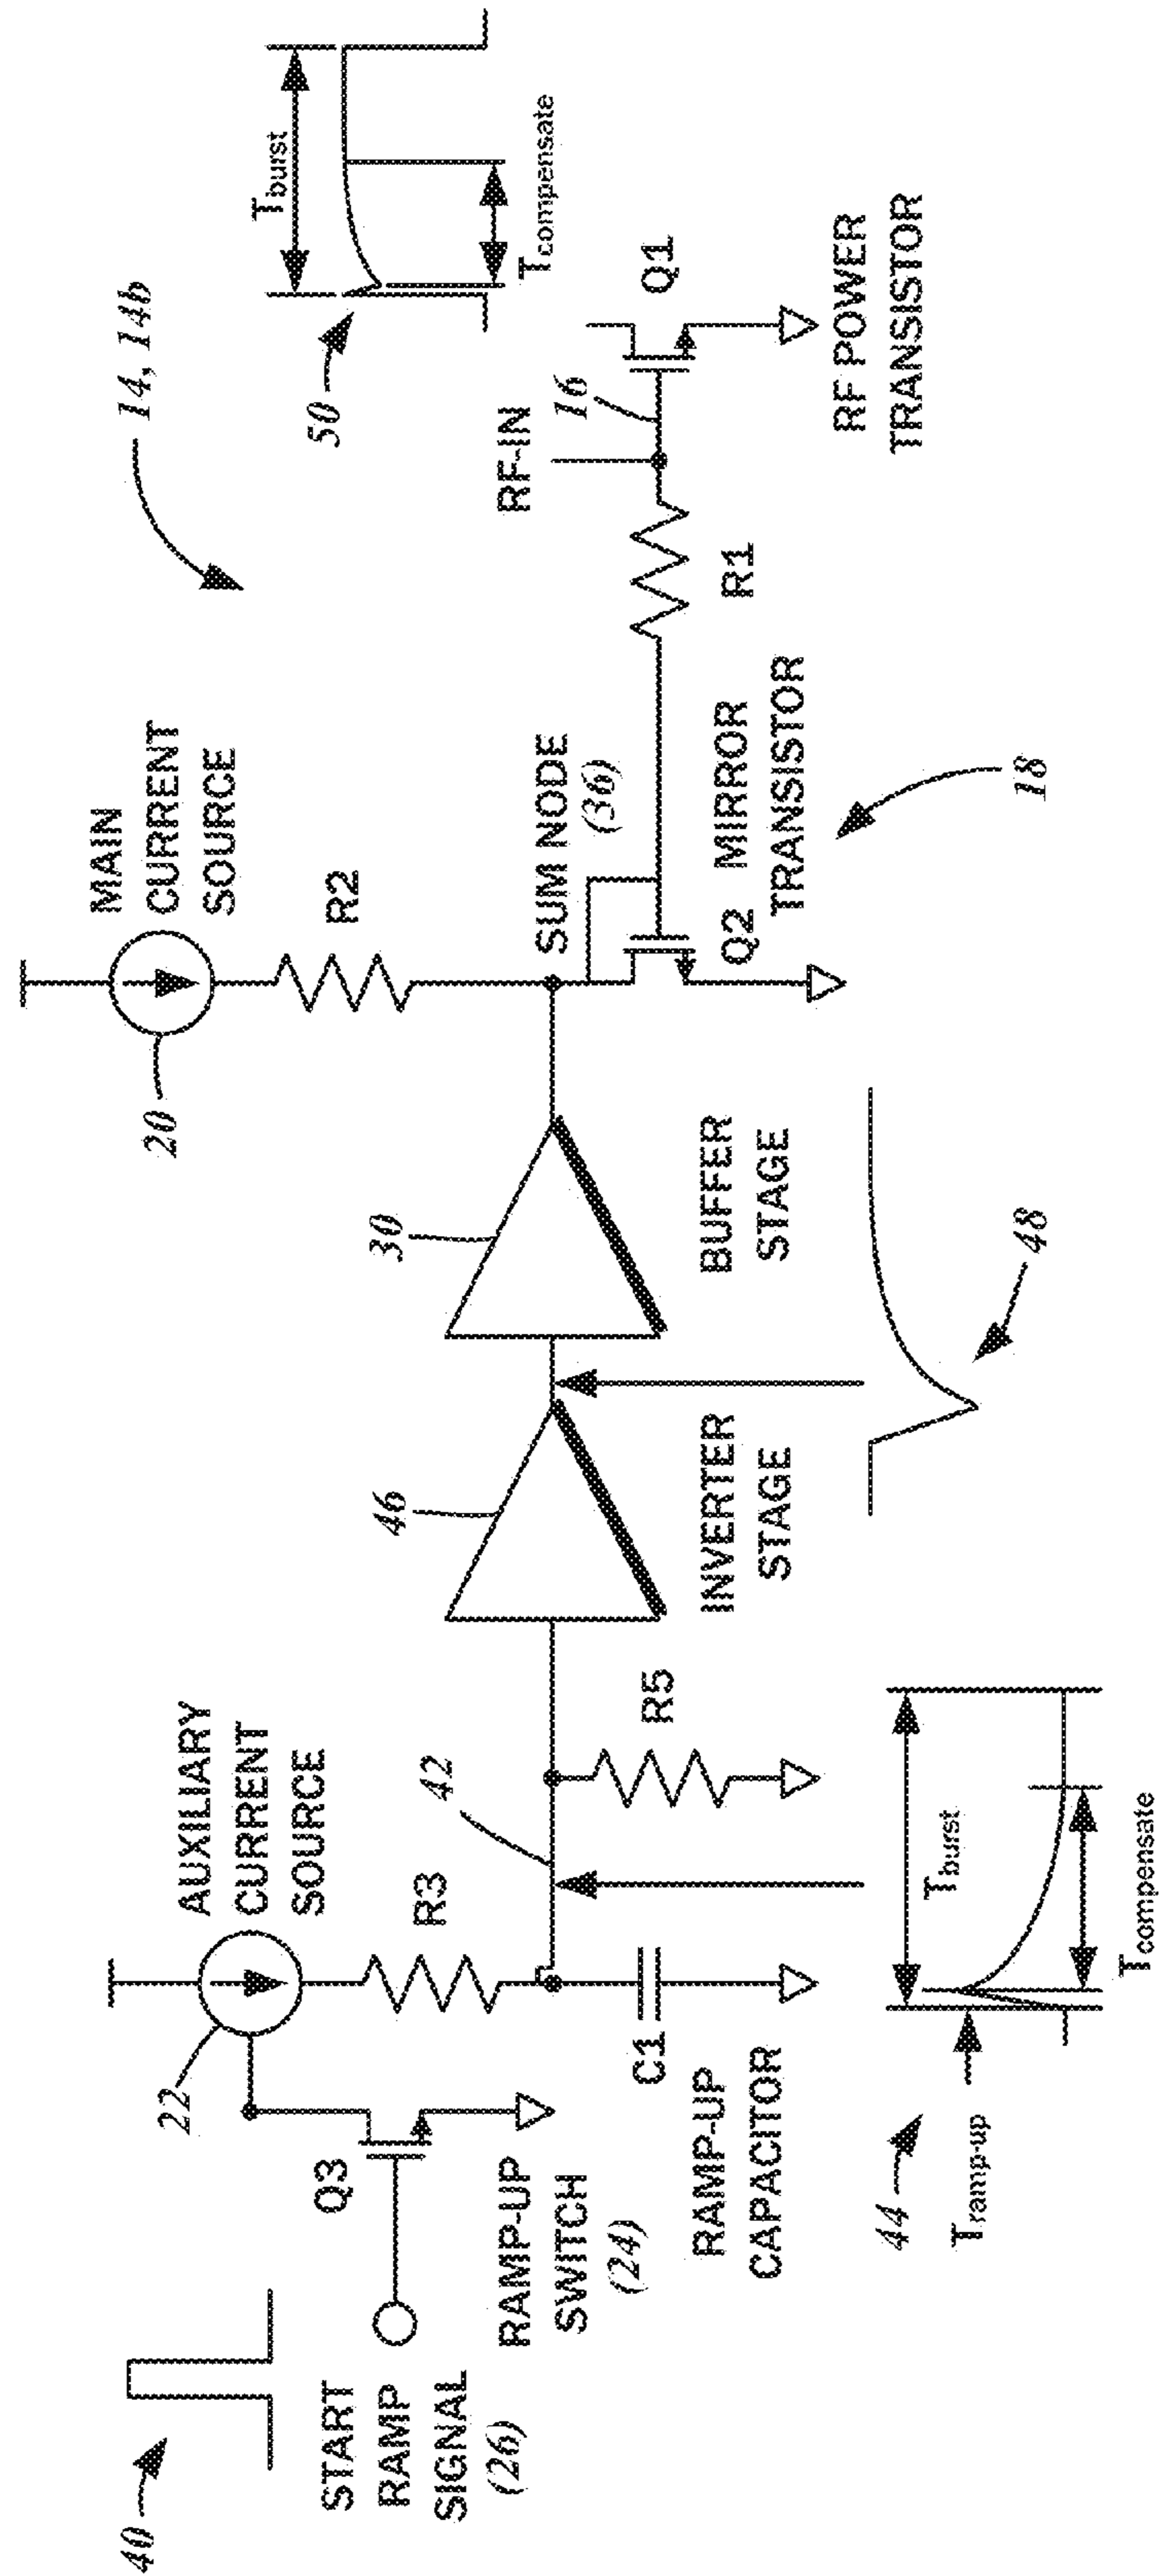 40
START
RAMP
SIGNAL
(26)
Q3
RAMP-UP
SWITCH
(24)
22
AUXILIARY
CURRENT
SOURCE
R3
C1
RAMP-UP
CAPACITOR
42
R5
44
Tramp-up
Tburst
Tcompensate
46
INVERTER
STAGE
48
30
BUFFER
STAGE
20
MAIN
CURRENT
SOURCE
R2
SUM NODE
(36)
Q2 MIRROR
TRANSISTOR
18
R1
14, 14b
RF-IN
16
Q1
RF POWER
TRANSISTOR
50
Tburst
Tcompensate